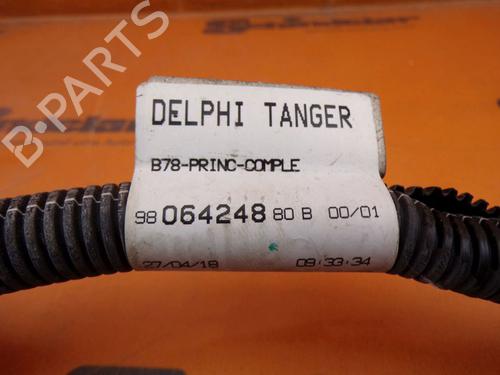 B-PARTS
DELPHI TANGER
B78-PRINC-COMPLE
98 064248 80 B 00/01
27/04/18 09:33:34